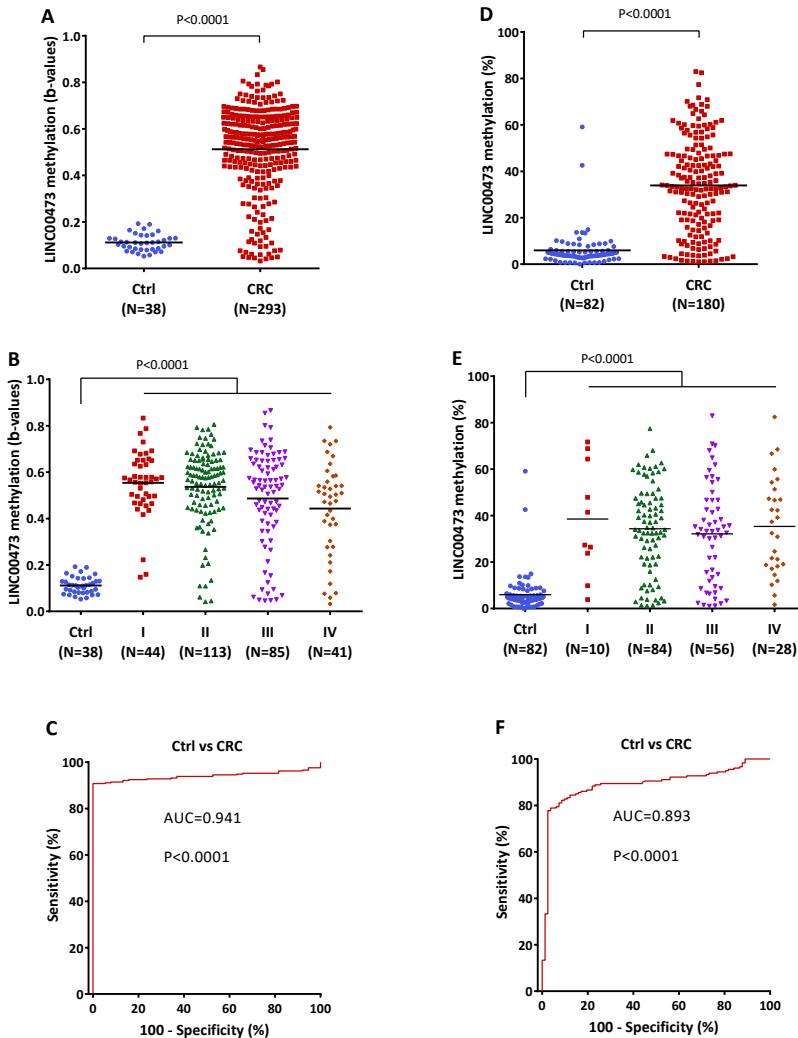 A
P<0.0001
LINC00473 methylation (b-values)
1.0
0.8
0.6
0.4
0.2
0.0
Ctrl
(N=38)
CRC
(N=293)
D
P<0.0001
LINC00473 methylation (%)
100
80
60
40
20
0
Ctrl
(N=82)
CRC
(N=180)
B
P<0.0001
LINC00473 methylation (b-values)
1.0
0.8
0.6
0.4
0.2
0.0
Ctrl
(N=38)
I
(N=44)
II
(N=113)
III
(N=85)
IV
(N=41)
E
P<0.0001
LINC00473 methylation (%)
100
80
60
40
20
0
Ctrl
(N=82)
I
(N=10)
II
(N=84)
III
(N=56)
IV
(N=28)
C
Ctrl vs CRC
Sensitivity (%)
100
80
60
40
20
0
AUC=0.941
P<0.0001
0 20 40 60 80 100
100 - Specificity (%)
F
Ctrl vs CRC
Sensitivity (%)
100
80
60
40
20
0
AUC=0.893
P<0.0001
0 20 40 60 80 100
100 - Specificity (%)